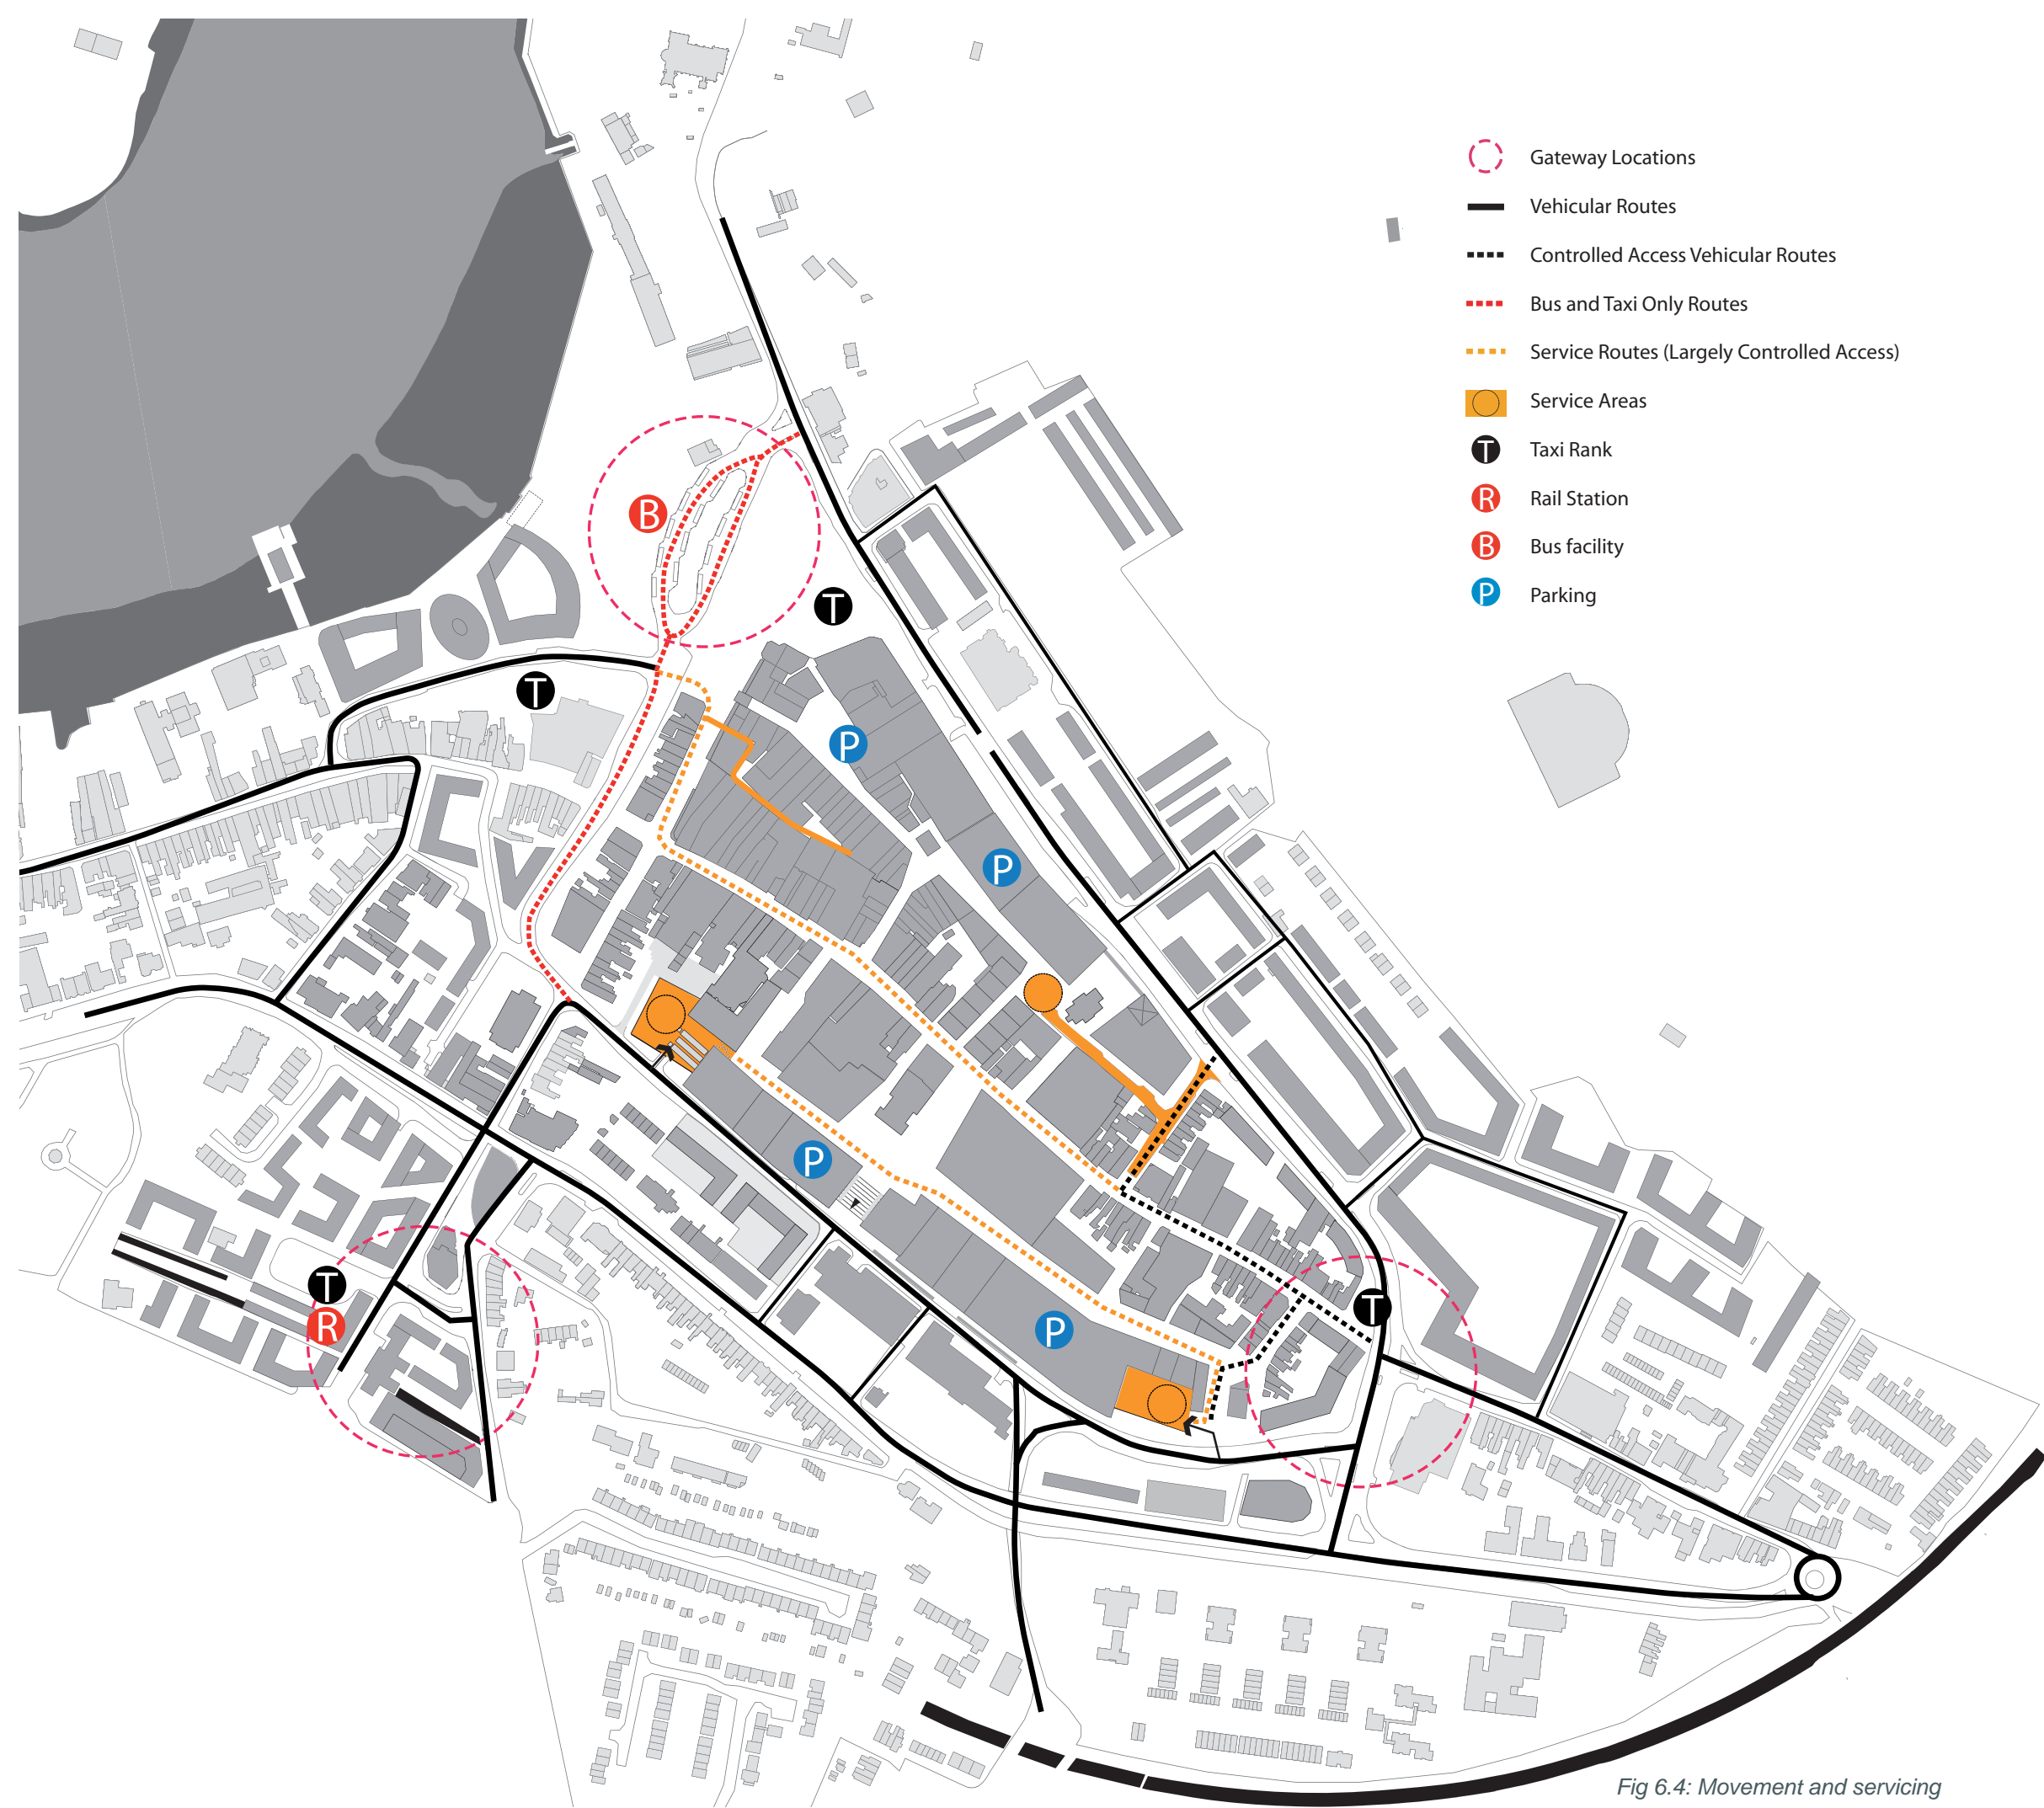 Gateway Locations
Vehicular Routes
Controlled Access Vehicular Routes
Bus and Taxi Only Routes
Service Routes (Largely Controlled Access)
Service Areas
T Taxi Rank
R Rail Station
B Bus facility
P Parking
B
T
T
P
P
P
T
R
T
P
Fig 6.4: Movement and servicing